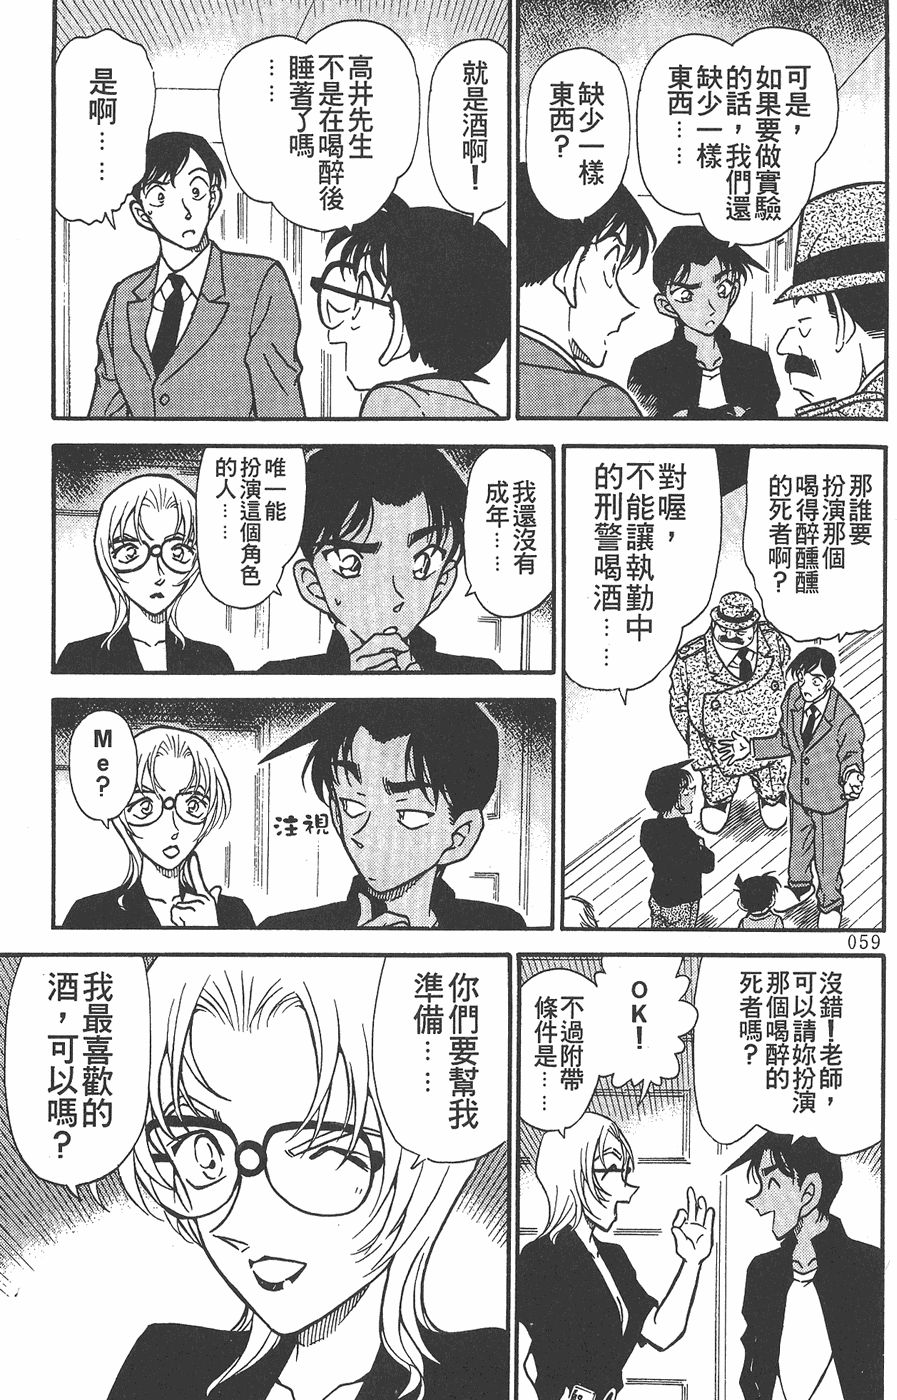 可是，
如果要做實驗
的話，我們還
缺少一樣
東西⋯⋯
缺少一樣
東西？
就是酒啊！
高井先生
不是在喝醉後
睡著了嗎
⋯⋯
是啊⋯⋯
那誰要
扮演那個
喝得醉醺醺
的死者啊？
對喔，
不能讓執勤中
的刑警喝酒⋯⋯
我還沒有
成年⋯⋯
唯一能
扮演這個角色
的人⋯⋯
注視
Me?
059
沒錯！老師，
可以請妳扮演
那個喝醉的
死者嗎？
OK!
不過附帶
條件是⋯⋯
你們要幫我
準備⋯⋯
我最喜歡的
酒，可以嗎？